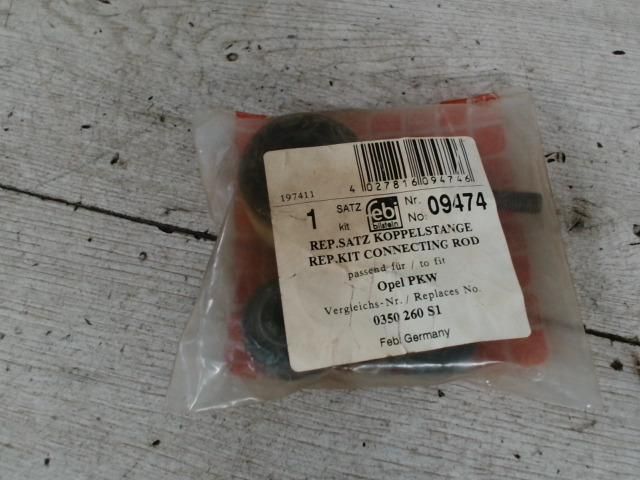 4 027816 094746
197411
1 SATZ kit febi bilstein Nr. No: 09474
REP.SATZ KOPPELSTANGE
REP.KIT CONNECTING ROD
passend für / to fit
Opel PKW
Vergleichs-Nr. / Replaces No.
0350 260 S1
Febi Germany